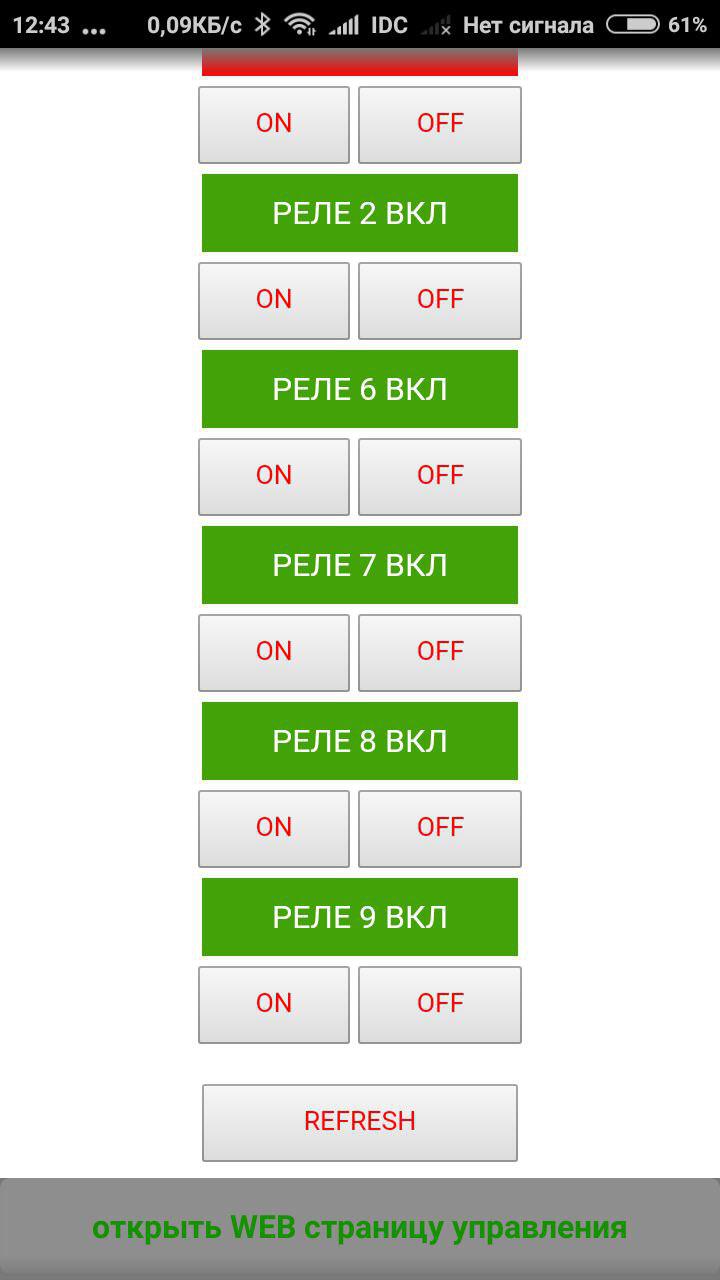 12:43 ... 0,09КБ/с IDC Нет сигнала 61%
ON OFF
РЕЛЕ 2 ВКЛ
ON OFF
РЕЛЕ 6 ВКЛ
ON OFF
РЕЛЕ 7 ВКЛ
ON OFF
РЕЛЕ 8 ВКЛ
ON OFF
РЕЛЕ 9 ВКЛ
ON OFF
REFRESH
открыть WEB страницу управления